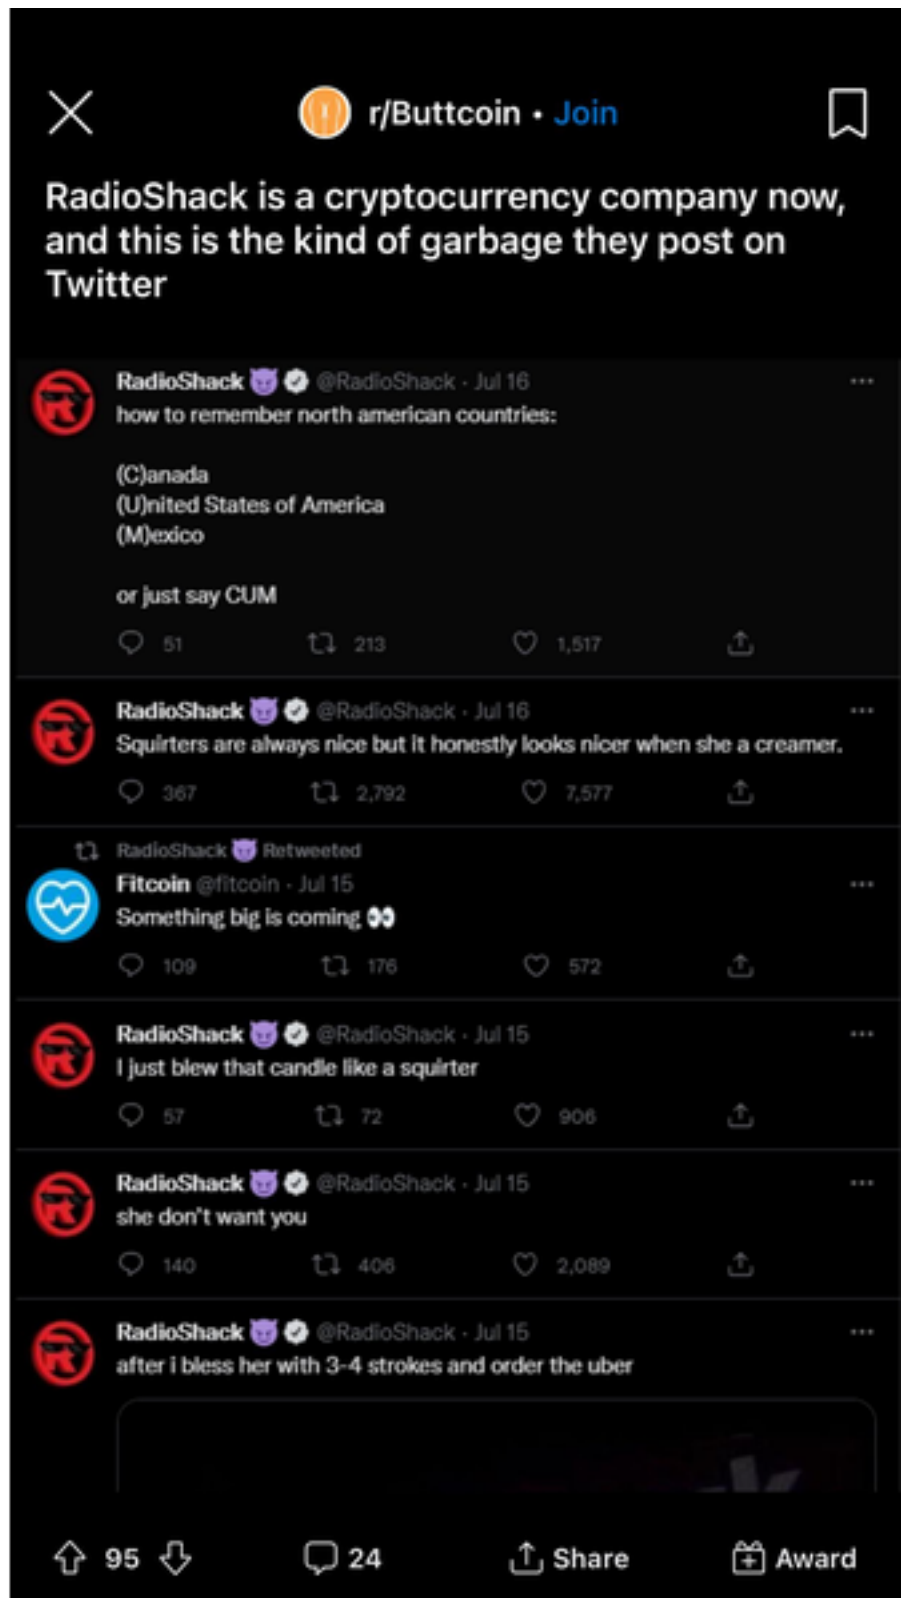 r/Buttcoin • Join
RadioShack is a cryptocurrency company now,
and this is the kind of garbage they post on
Twitter
RadioShack 😈 @RadioShack · Jul 16
how to remember north american countries:
(C)anada
(U)nited States of America
(M)exico
or just say CUM
51 213 1,517
RadioShack 😈 @RadioShack · Jul 16
Squirters are always nice but it honestly looks nicer when she a creamer.
367 2,792 7,577
RadioShack 😈 Retweeted
Fitcoin @fitcoin · Jul 15
Something big is coming 👀
109 176 572
RadioShack 😈 @RadioShack · Jul 15
I just blew that candle like a squirter
57 72 906
RadioShack 😈 @RadioShack · Jul 15
she don't want you
140 406 2,089
RadioShack 😈 @RadioShack · Jul 15
after i bless her with 3-4 strokes and order the uber
95 24 Share Award